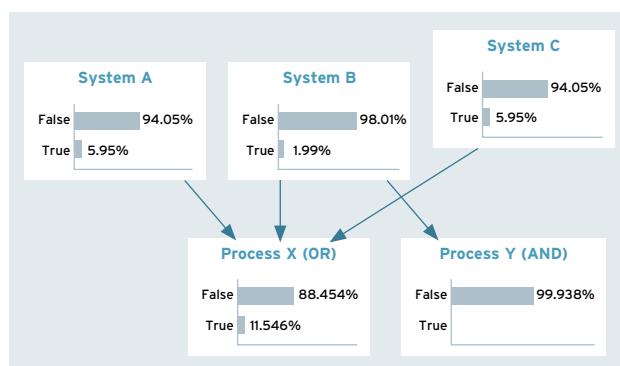 System A
False 94.05%
True 5.95%
System B
False 98.01%
True 1.99%
System C
False 94.05%
True 5.95%
Process X (OR)
False 88.454%
True 11.546%
Process Y (AND)
False 99.938%
True